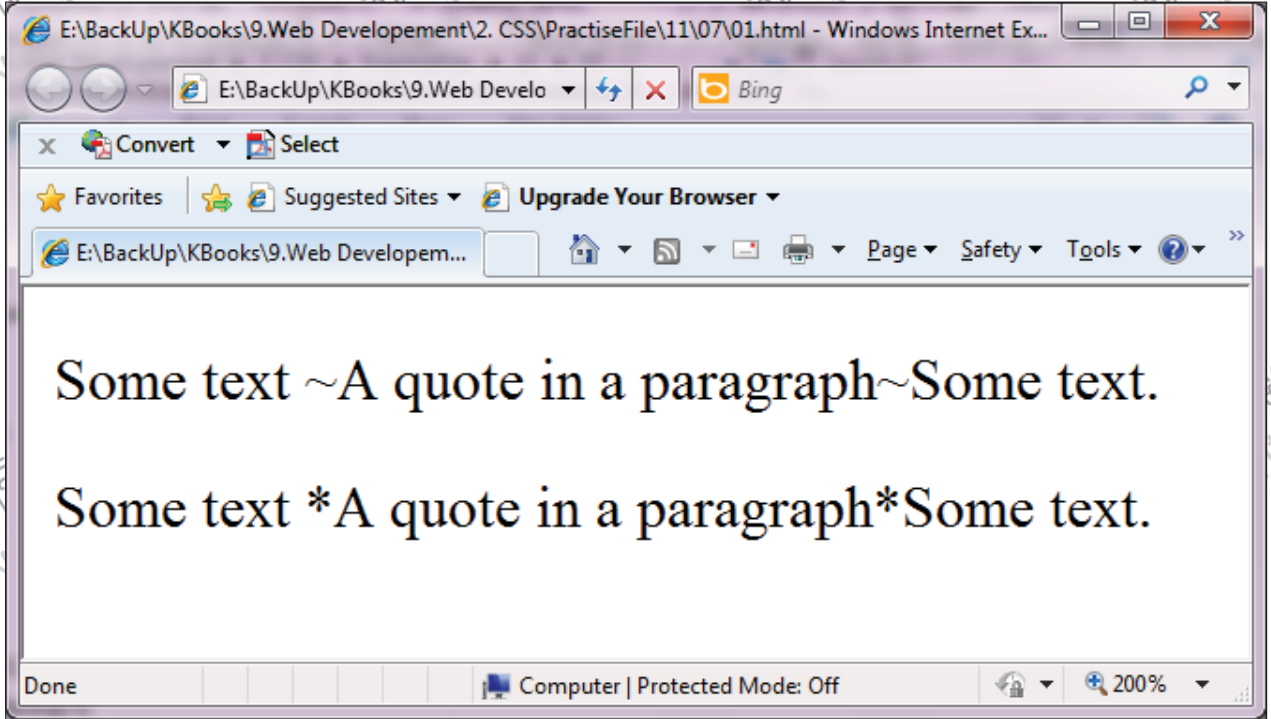 E:\BackUp\KBooks\9.Web Developement\2. CSS\PractiseFile\11\07\01.html - Windows Internet Ex...
E:\BackUp\KBooks\9.Web Develo Bing
x Convert Select
Favorites Suggested Sites Upgrade Your Browser
E:\BackUp\KBooks\9.Web Developem... Page Safety Tools »
Some text ~A quote in a paragraph~Some text.
Some text *A quote in a paragraph*Some text.
Done Computer | Protected Mode: Off 200%